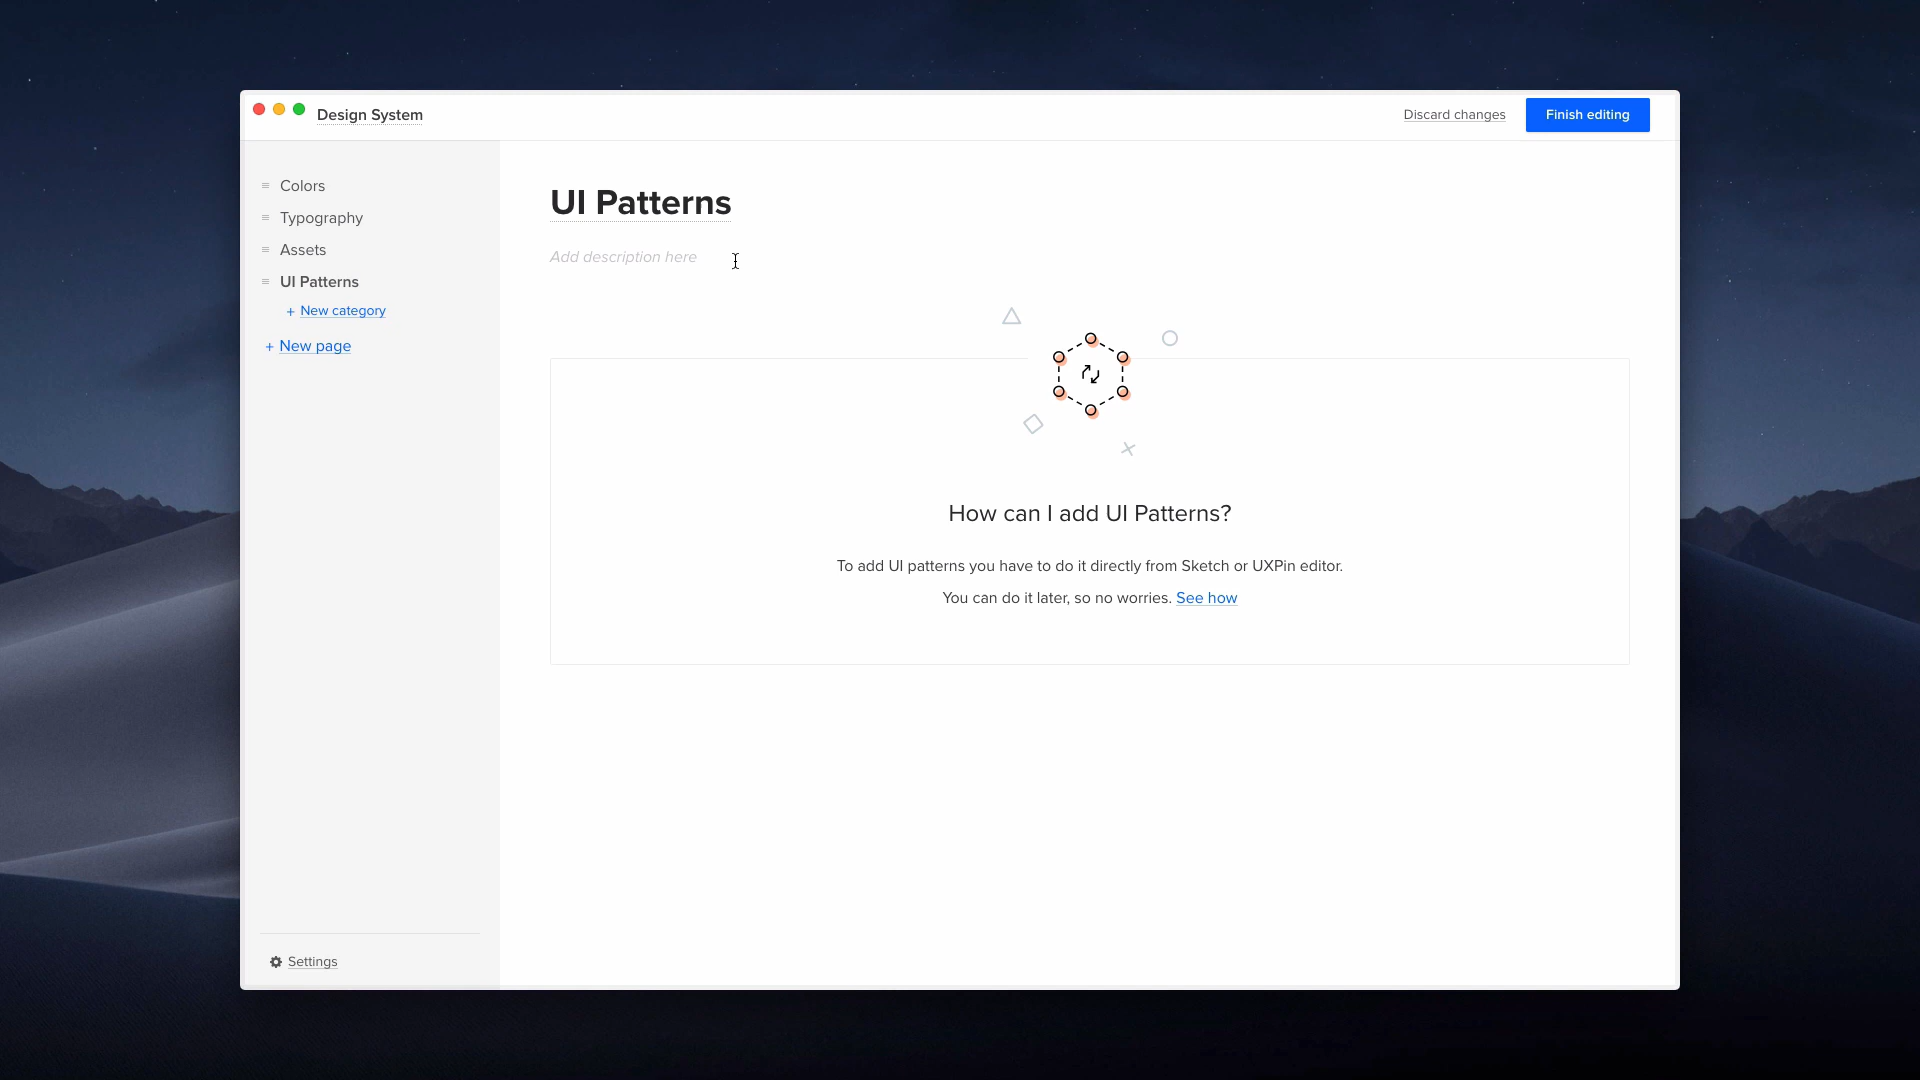 Design System
Discard changes
Finish editing
Colors
Typography
Assets
UI Patterns
+ New category
+ New page
Settings
UI Patterns
Add description here
How can I add UI Patterns?
To add UI patterns you have to do it directly from Sketch or UXPin editor.
You can do it later, so no worries. See how